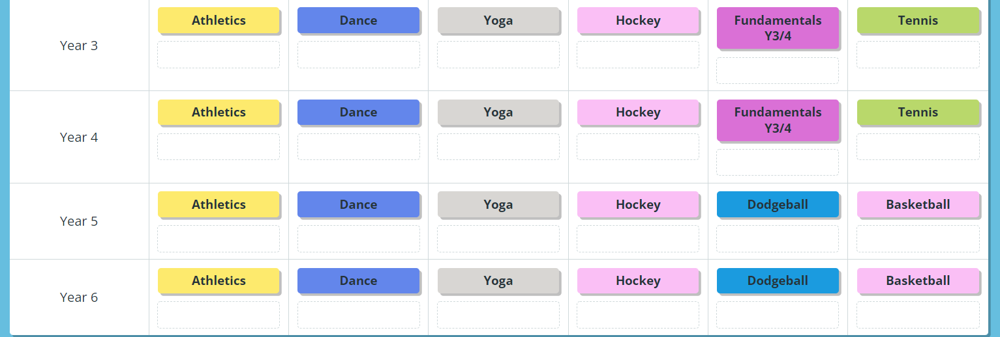 Athletics Dance Yoga Hockey Fundamentals Tennis
Y3/4
Year 3
Athletics Dance Yoga Hockey Fundamentals Tennis
Y3/4
Year 4
Athletics Dance Yoga Hockey Dodgeball Basketball
Year 5
Athletics Dance Yoga Hockey Dodgeball Basketball
Year 6